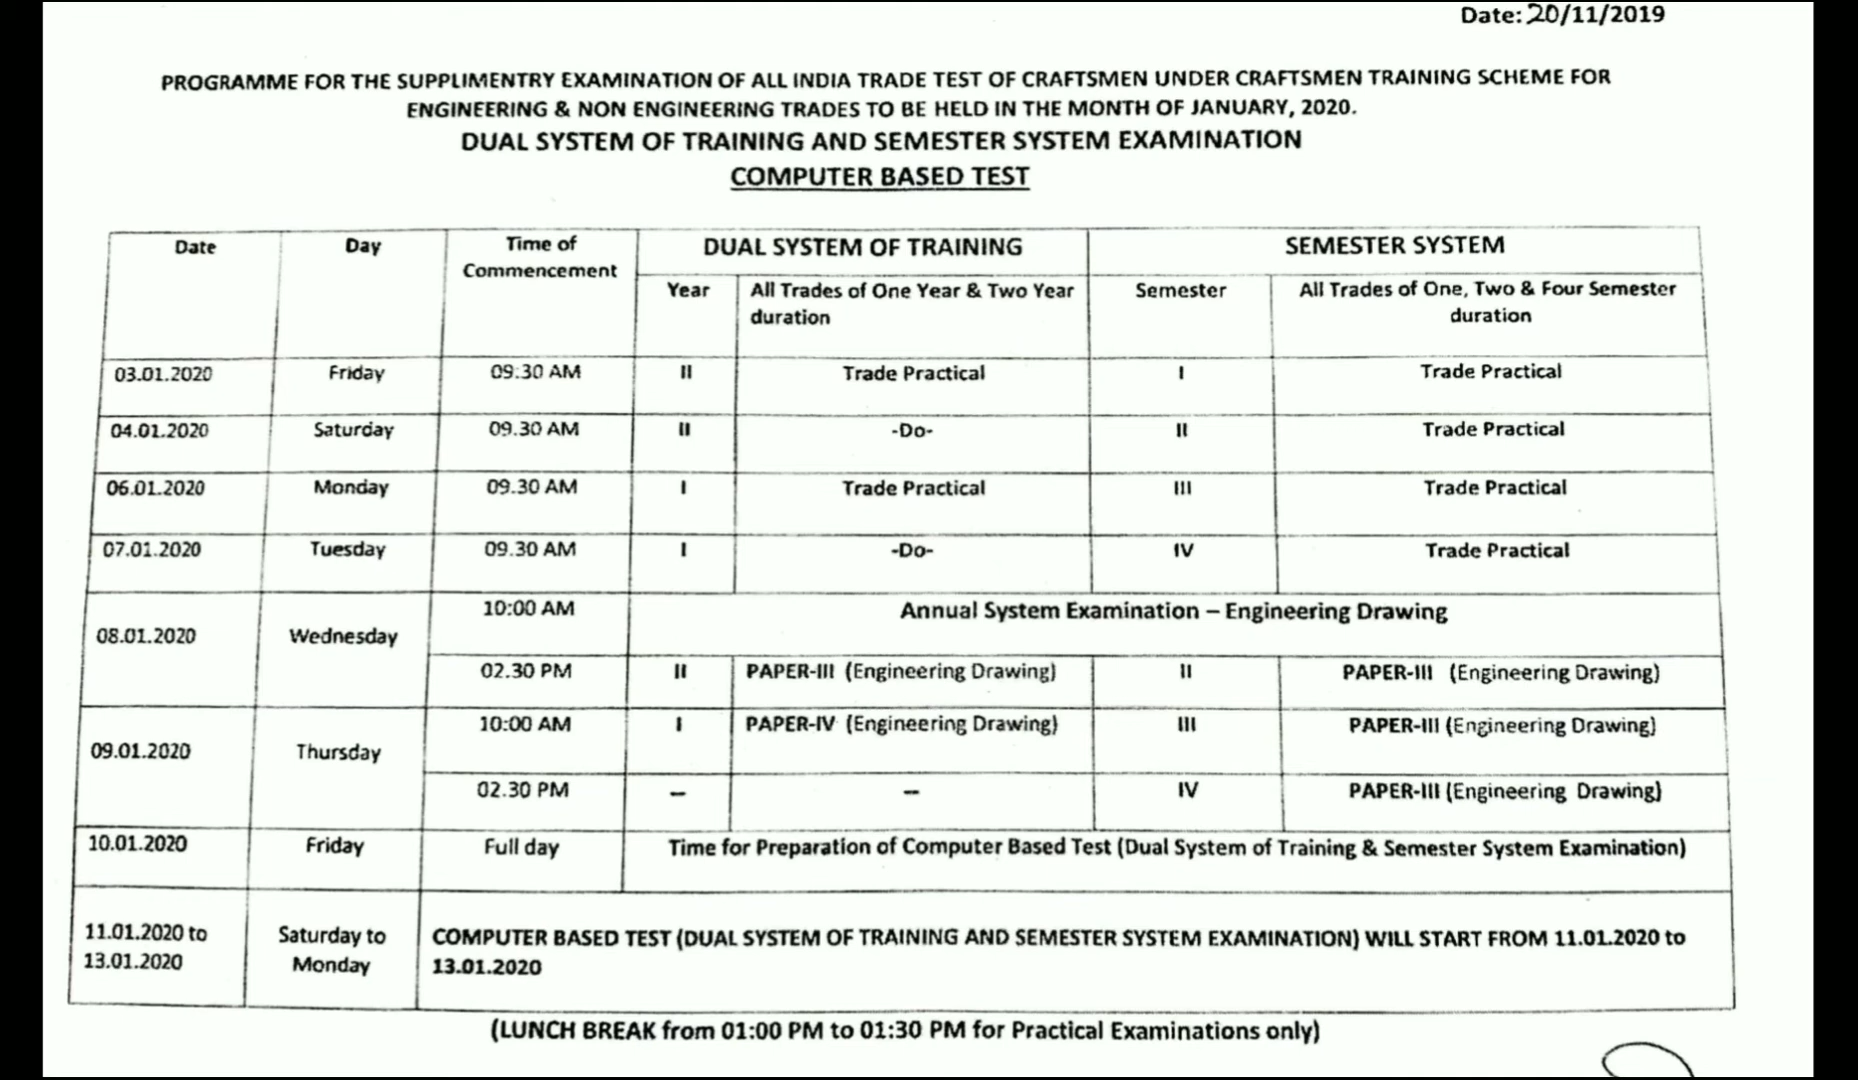 Date: 20/11/2019
PROGRAMME FOR THE SUPPLIMENTRY EXAMINATION OF ALL INDIA TRADE TEST OF CRAFTSMEN UNDER CRAFTSMEN TRAINING SCHEME FOR
ENGINEERING & NON ENGINEERING TRADES TO BE HELD IN THE MONTH OF JANUARY, 2020.
DUAL SYSTEM OF TRAINING AND SEMESTER SYSTEM EXAMINATION
COMPUTER BASED TEST
Date Day Time of DUAL SYSTEM OF TRAINING SEMESTER SYSTEM
Commencement
Year All Trades of One Year & Two Year Semester All Trades of One, Two & Four Semester
duration duration
03.01.2020 Friday 09:30 AM II Trade Practical I Trade Practical
04.01.2020 Saturday 09.30 AM II -Do- II Trade Practical
06.01.2020 Monday 09.30 AM I Trade Practical III Trade Practical
07.01.2020 Tuesday 09.30 AM I -Do- IV Trade Practical
08.01.2020 Wednesday 10:00 AM Annual System Examination – Engineering Drawing
02.30 PM II PAPER-III (Engineering Drawing) II PAPER-III (Engineering Drawing)
09.01.2020 Thursday 10:00 AM I PAPER-IV (Engineering Drawing) III PAPER-III (Engineering Drawing)
02.30 PM -- -- IV PAPER-III (Engineering Drawing)
10.01.2020 Friday Full day Time for Preparation of Computer Based Test (Dual System of Training & Semester System Examination)
11.01.2020 to Saturday to COMPUTER BASED TEST (DUAL SYSTEM OF TRAINING AND SEMESTER SYSTEM EXAMINATION) WILL START FROM 11.01.2020 to
13.01.2020 Monday 13.01.2020
(LUNCH BREAK from 01:00 PM to 01:30 PM for Practical Examinations only)